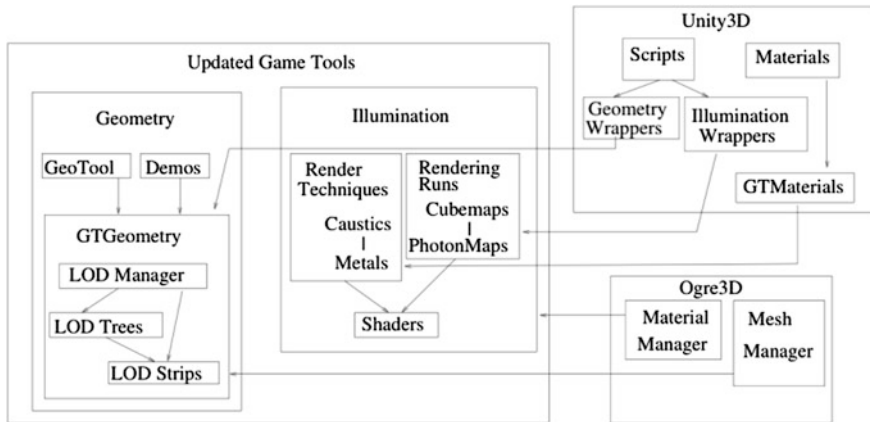 Updated Game Tools
Geometry
GeoTool
Demos
GTGeometry
LOD Manager
LOD Trees
LOD Strips
Illumination
Render
Techniques
Caustics
Metals
Rendering
Runs
Cubemaps
PhotonMaps
Shaders
Unity3D
Scripts
Materials
Geometry
Wrappers
Illumination
Wrappers
GTMaterials
Ogre3D
Material
Manager
Mesh
Manager